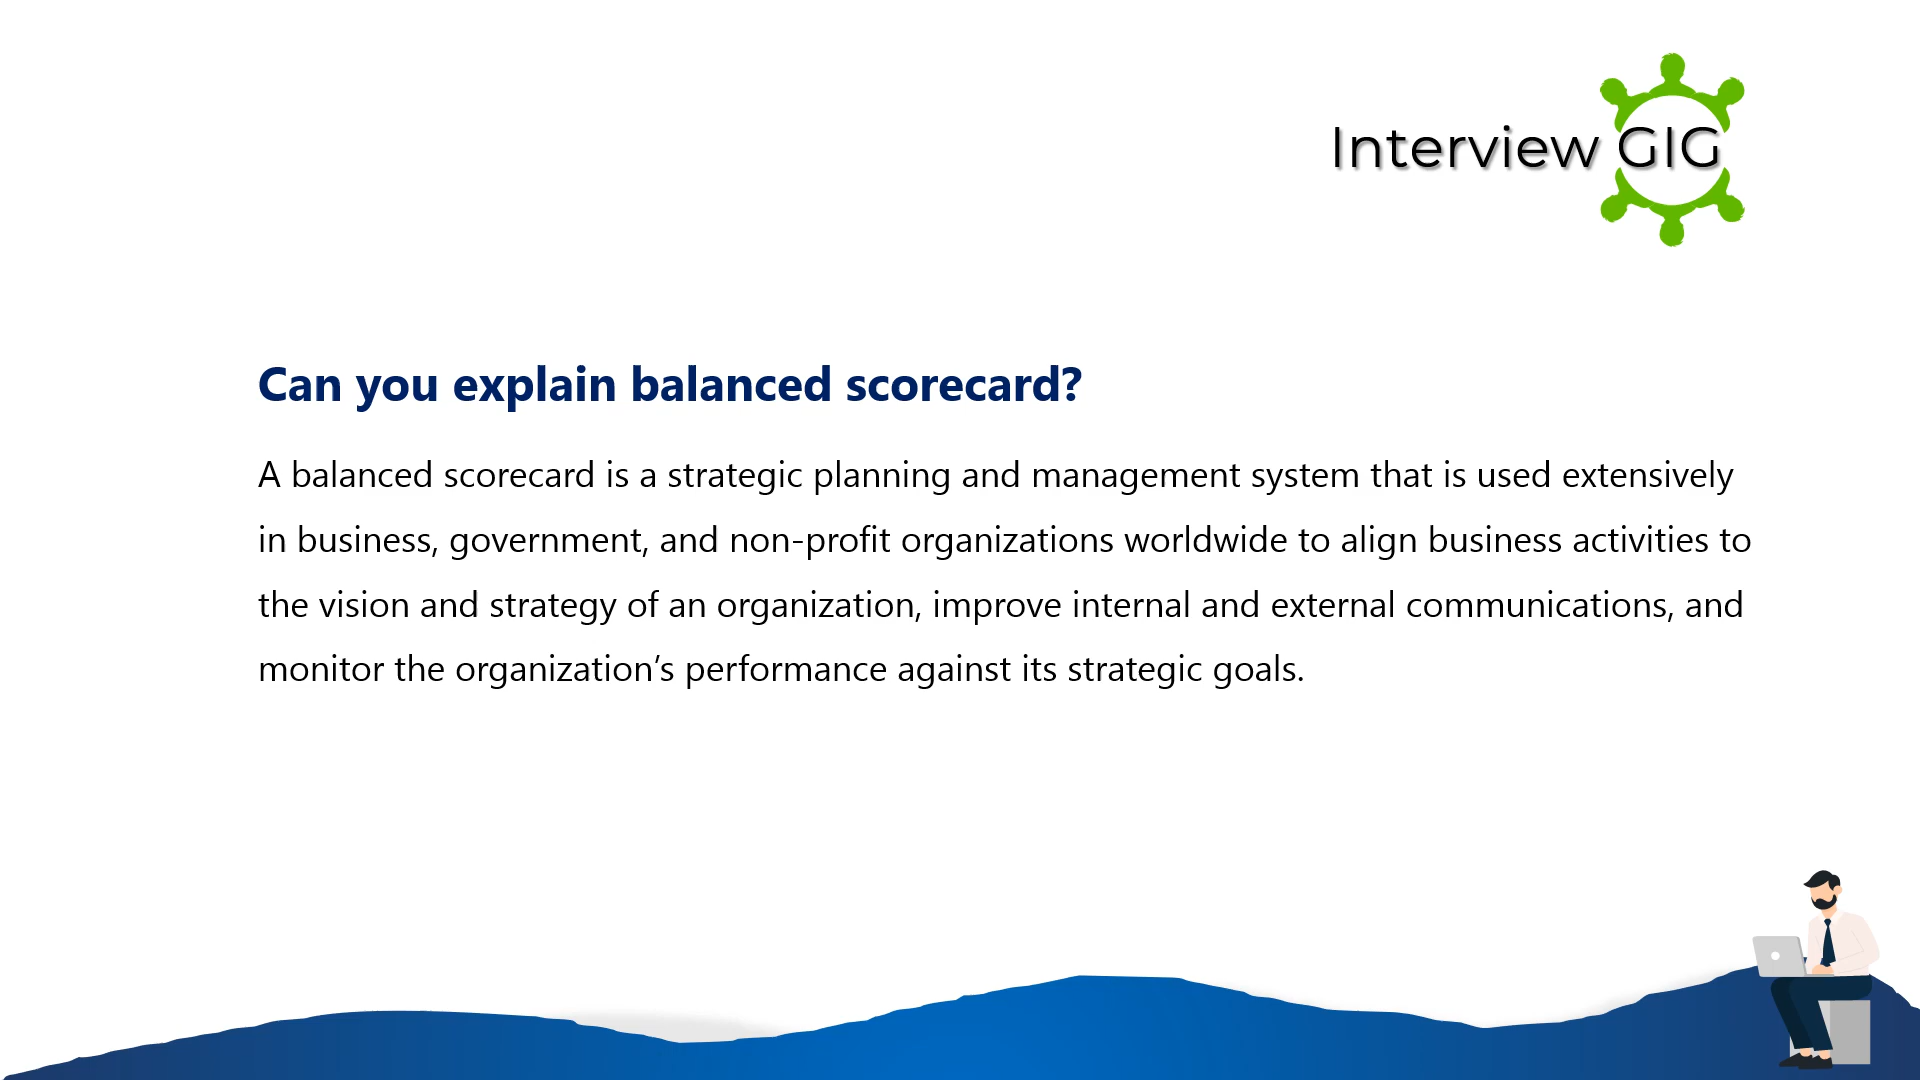 Interview GIG
Can you explain balanced scorecard?
A balanced scorecard is a strategic planning and management system that is used extensively
in business, government, and non-profit organizations worldwide to align business activities to
the vision and strategy of an organization, improve internal and external communications, and
monitor the organization’s performance against its strategic goals.